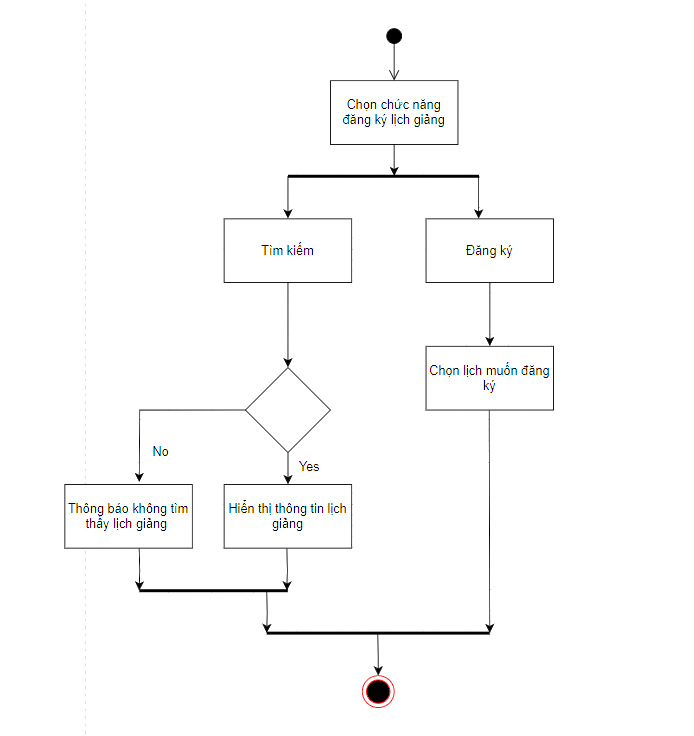 Chọn chức năng
đăng ký lịch giảng
Tìm kiếm
Đăng ký
Chọn lịch muốn đăng
ký
No
Yes
Thông báo không tìm
thấy lịch giảng
Hiển thị thông tin lịch
giảng